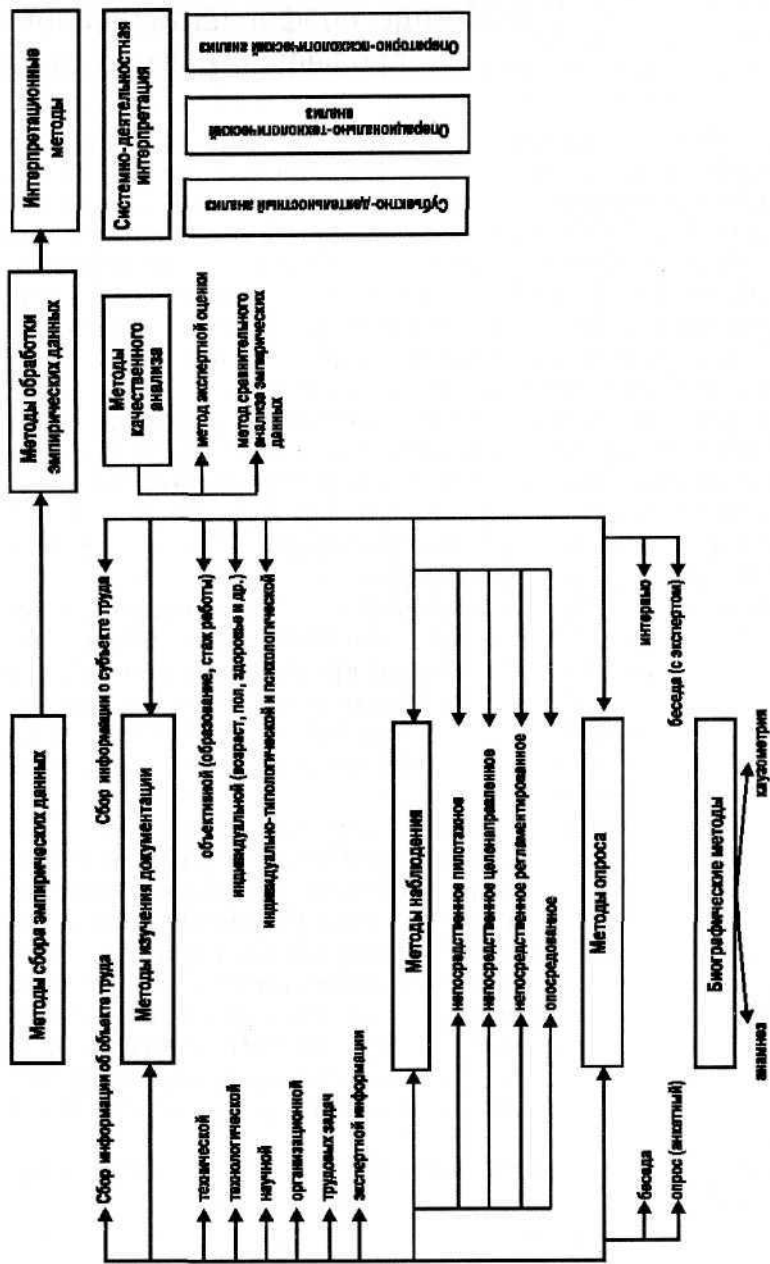 Методы сбора эмпирических данных
Методы обработки
эмпирических данных
Интерпретационные
методы
Сбор информации об объекте труда
Сбор информации о субъекте труда
Методы изучения документации
технической
технологической
научной
организационной
трудовых задач
экспертной информации
объективной (образование, стаж работы)
индивидуальной (возраст, пол, здоровье и др.)
индивидуально-типологической и психологической
Методы наблюдения
непосредственное пилотажное
непосредственное целенаправленное
непосредственное регламентированное
опосредованное
Методы опроса
беседа
опрос (анкетный)
интервью
беседа (с экспертом)
Биографические методы
анамнез
каузометрия
Методы
качественного
анализа
метод экспертной оценки
метод сравнительного
анализа эмпирических
данных
Системно-деятельностная
интерпретация
Субъектно-деятельностный анализ
Операционально-технологический
анализ
Операторно-психологический анализ